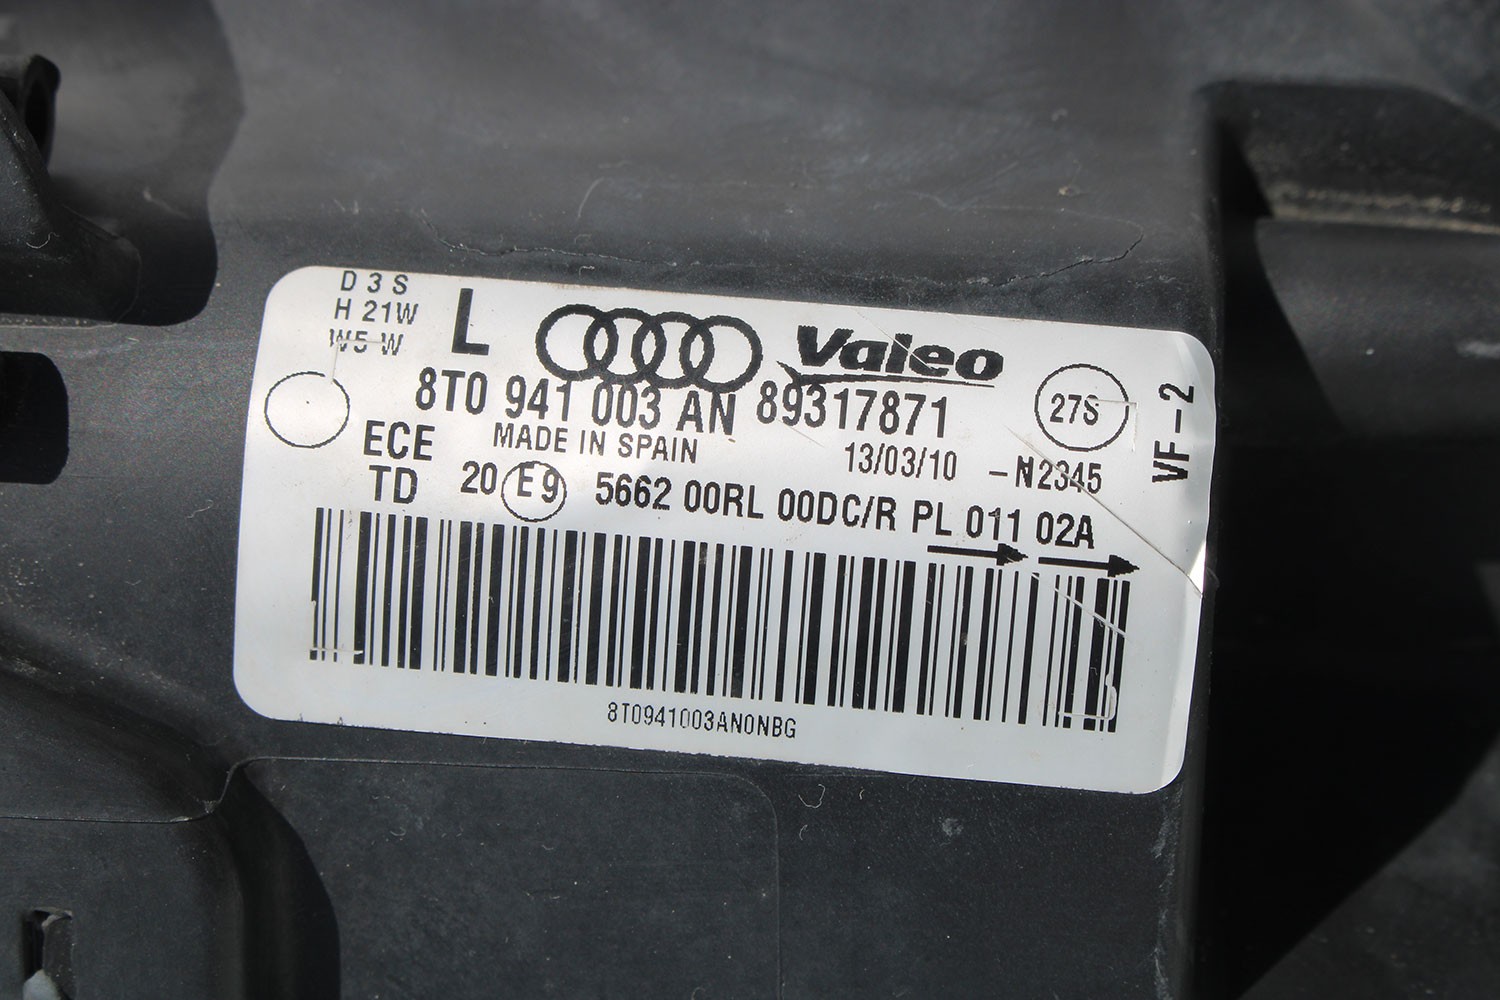 D3S
H21W
W5W
L
Valeo
8T0 941 003 AN 89317871
27S
VF-2
MADE IN SPAIN
13/03/10 -N2345
ECE
TD
20 E9 5662 00RL 00DC/R PL 011 02A
8T0941003AN0NBG